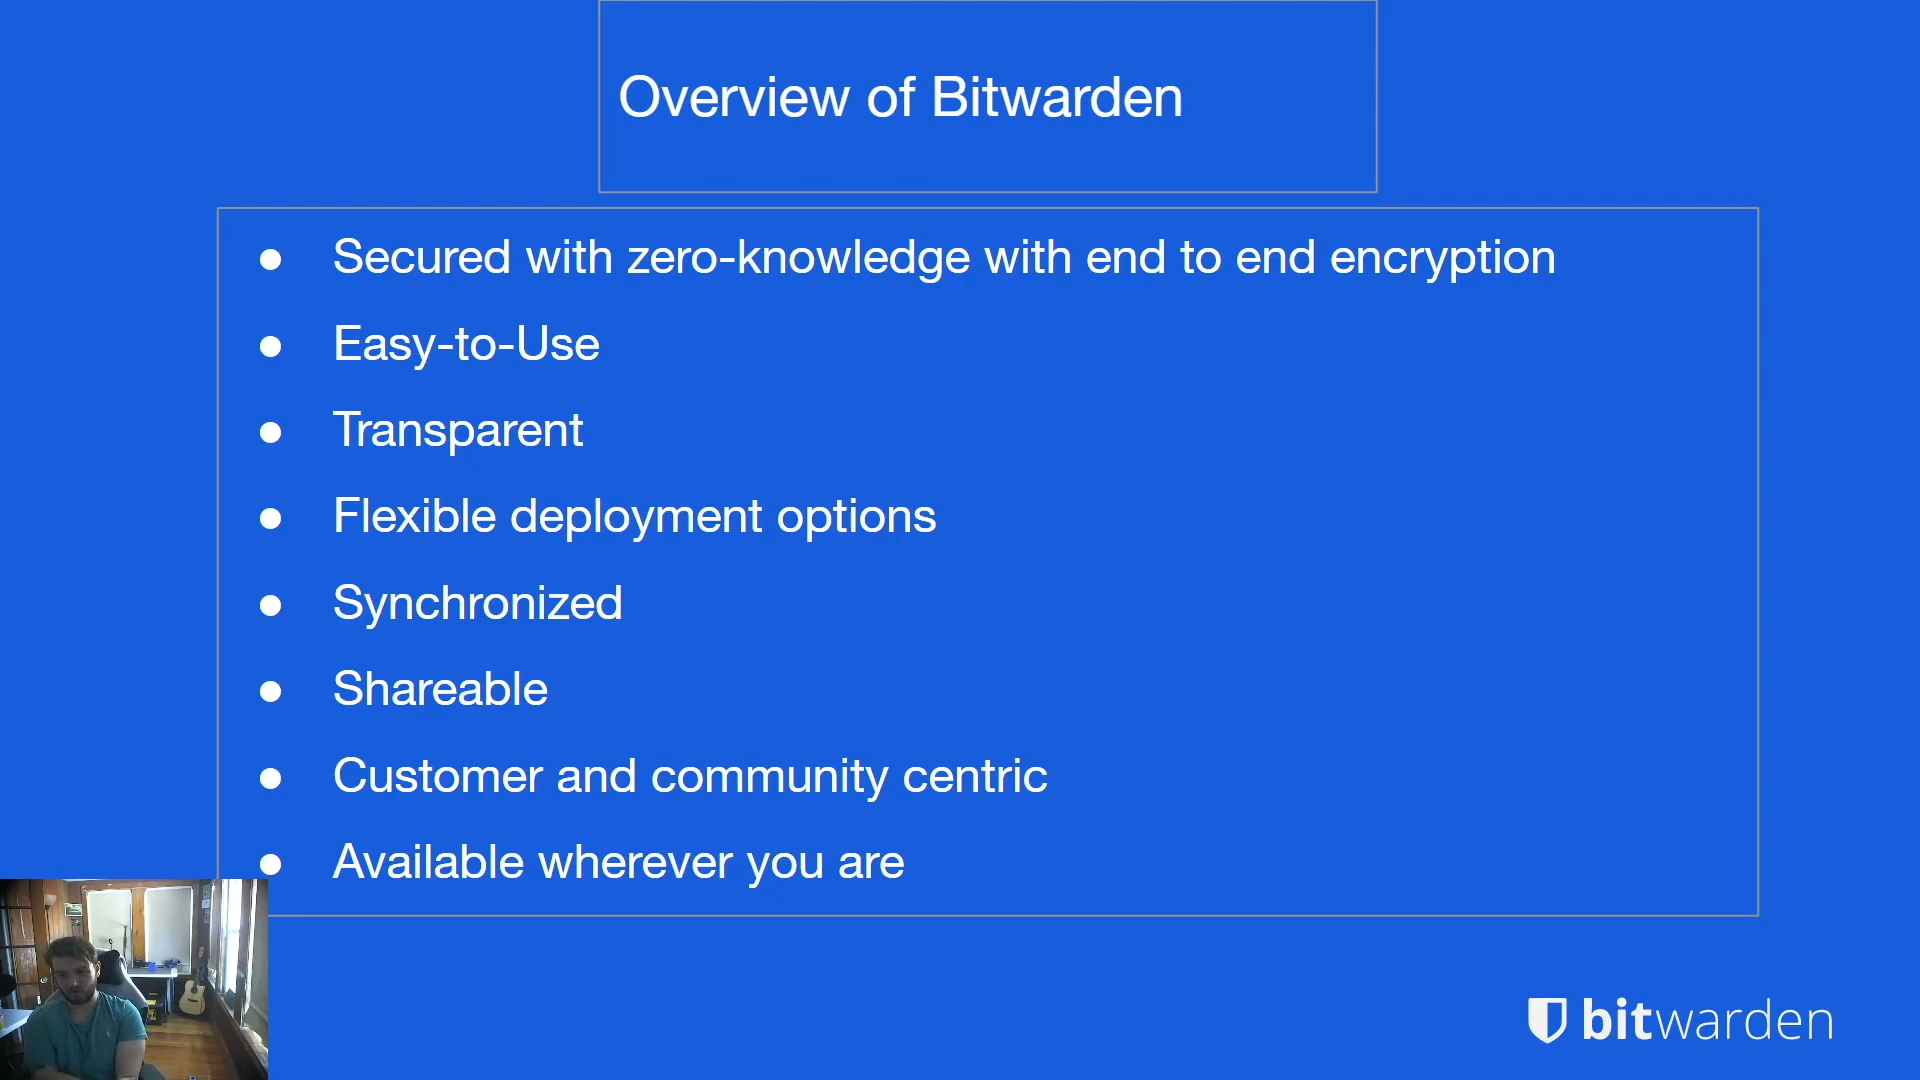 Overview of Bitwarden
● Secured with zero-knowledge with end to end encryption
● Easy-to-Use
● Transparent
● Flexible deployment options
● Synchronized
● Shareable
● Customer and community centric
● Available wherever you are
bitwarden